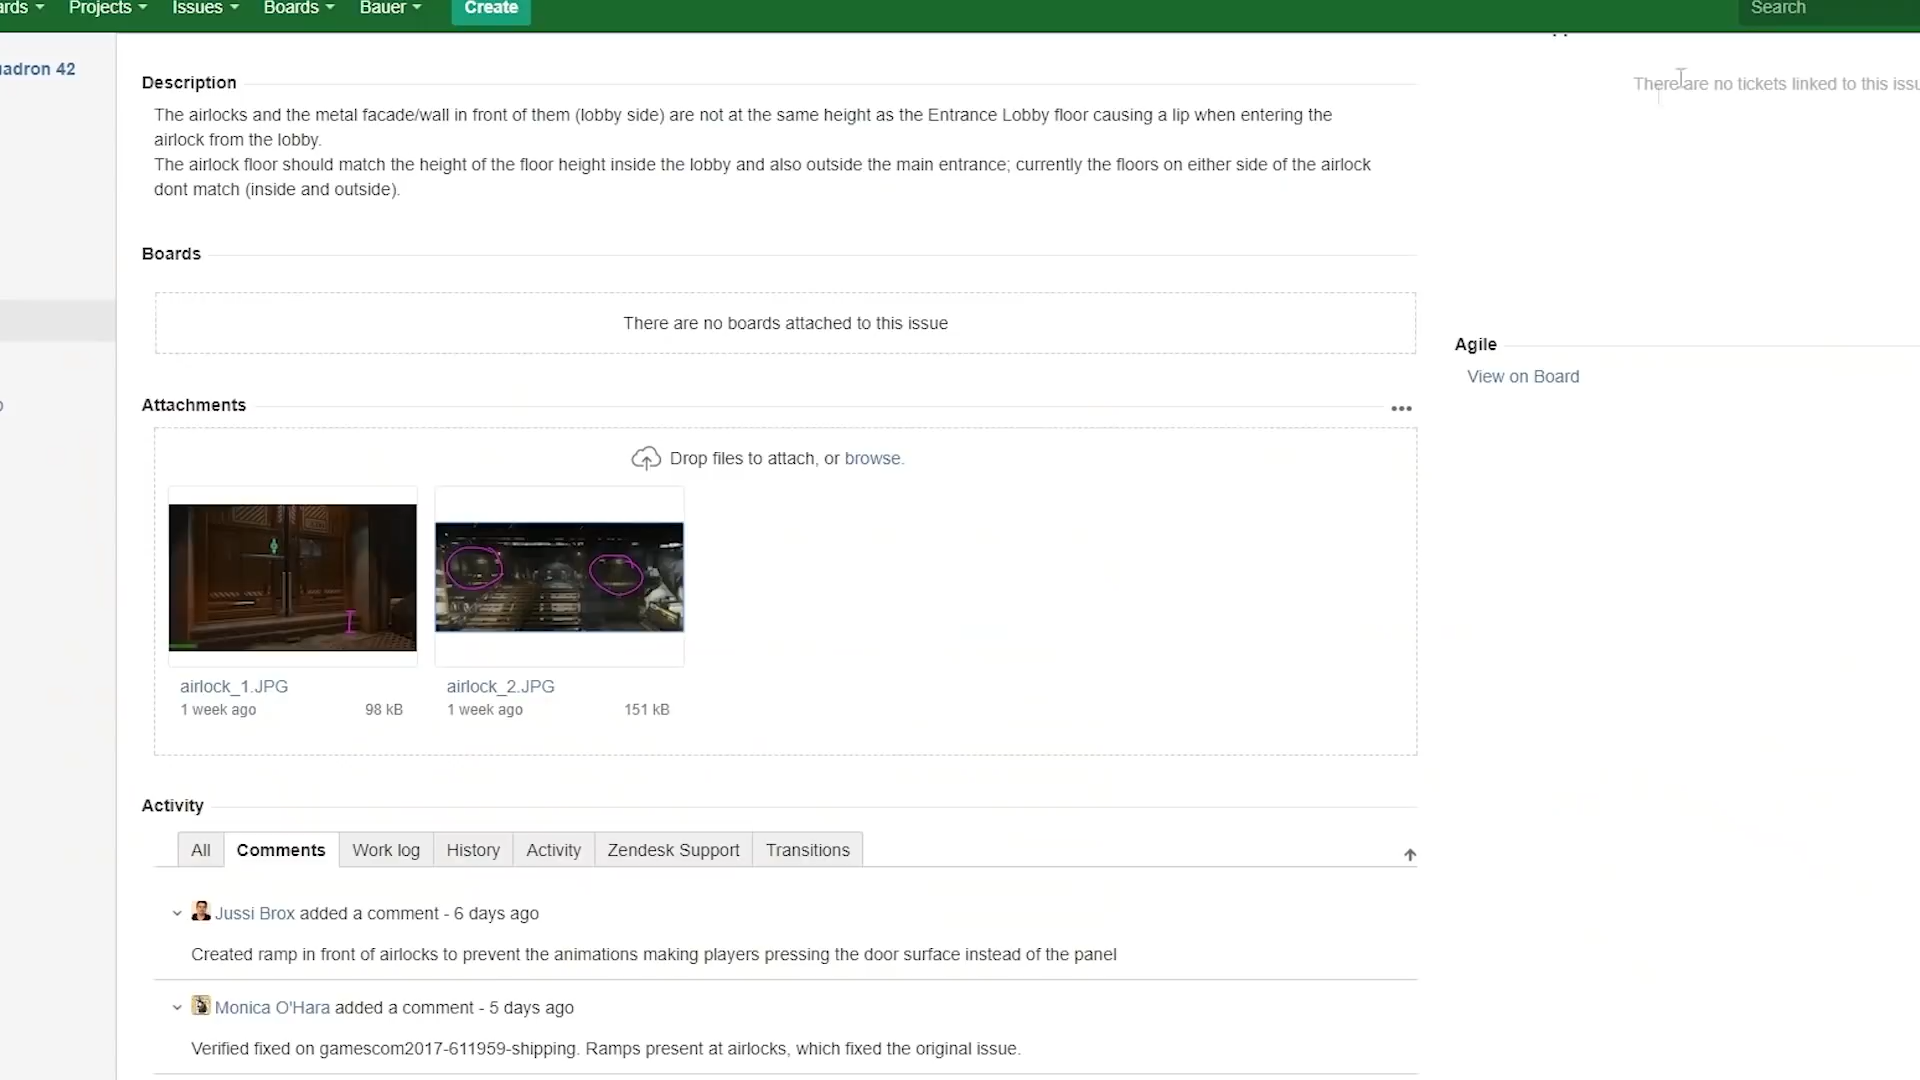 Projects
Issues
Boards
Bauer
Create
Search
42
Description
There are no tickets linked to this
The airlocks and the metal facade/wall in front of them (lobby side) are not at the same height as the Entrance Lobby floor causing a lip when entering the
airlock from the lobby.
The airlock floor should match the height of the floor height inside the lobby and also outside the main entrance; currently the floors on either side of the airlock
dont match (inside and outside).
Boards
There are no boards attached to this issue
Agile
View on Board
Attachments
Drop files to attach, or browse.
airlock_1.JPG
1 week ago 98 kB
airlock_2.JPG
1 week ago 151 kB
Activity
All Comments Work log History Activity Zendesk Support Transitions
Jussi Brox added a comment - 6 days ago
Created ramp in front of airlocks to prevent the animations making players pressing the door surface instead of the panel
Monica O'Hara added a comment - 5 days ago
Verified fixed on gamescom2017-611959-shipping. Ramps present at airlocks, which fixed the original issue.